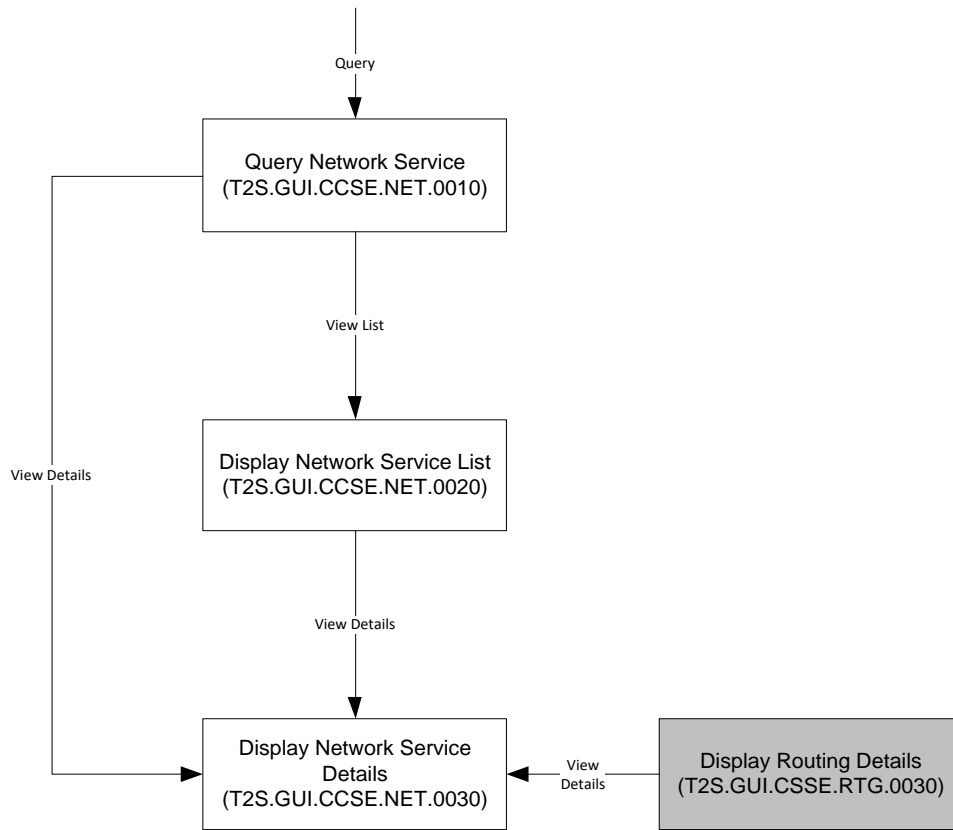 Query
Query Network Service
(T2S.GUI.CCSE.NET.0010)
View List
Display Network Service List
(T2S.GUI.CCSE.NET.0020)
View Details
View Details
Display Network Service
Details
(T2S.GUI.CCSE.NET.0030)
View
Details
Display Routing Details
(T2S.GUI.CSSE.RTG.0030)